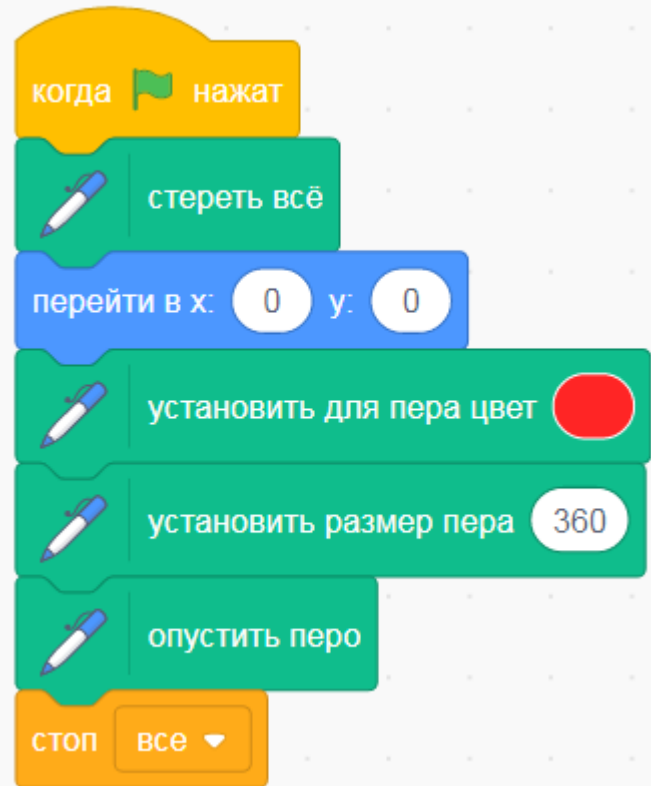 когда нажат
стереть всё
перейти в x: 0 y: 0
установить для пера цвет
установить размер пера 360
опустить перо
стоп все